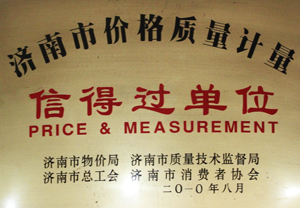 济南市价格质量计量
信得过单位
PRICE & MEASUREMENT
济南市物价局 济南市质量技术监督局
济南市总工会 济南市消费者协会
二〇一〇年八月